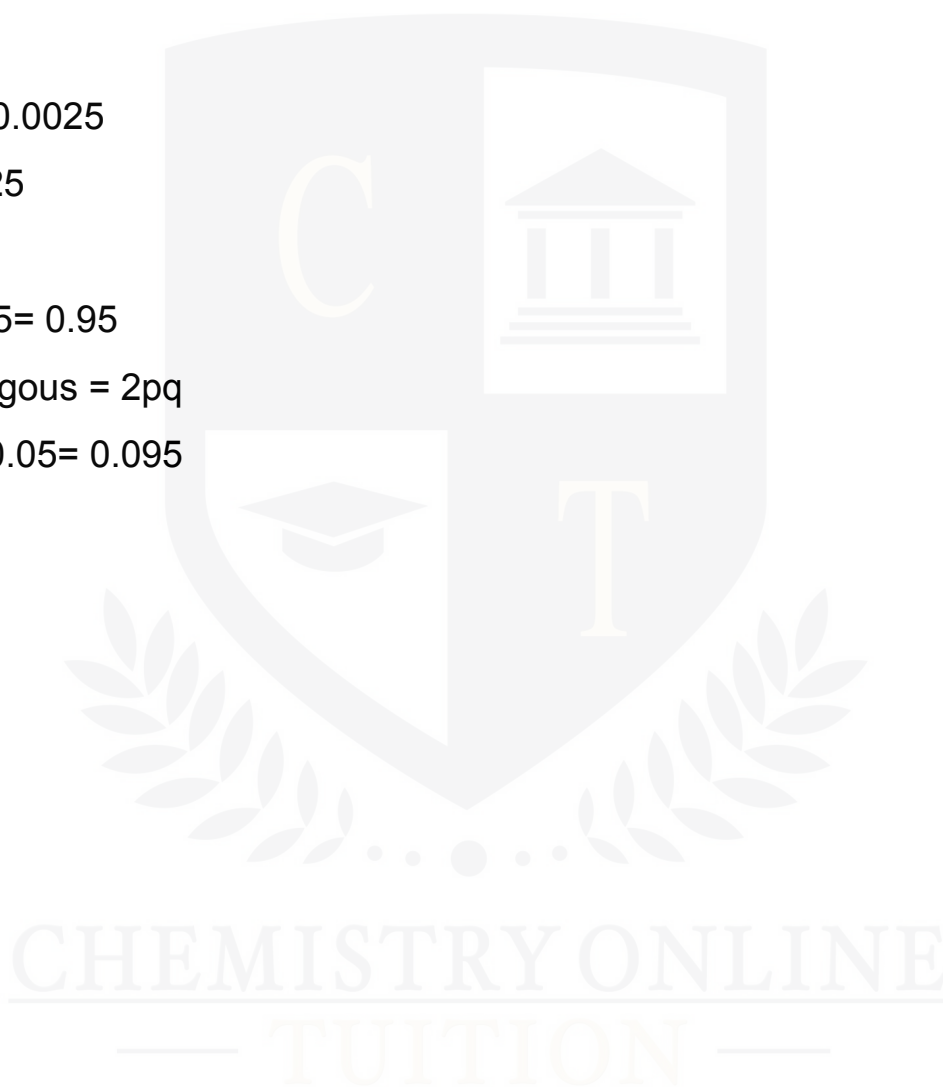 0.0025
25
5= 0.95
gous = 2pq
0.05= 0.095
C
T
CHEMISTRY ONLINE
— TUITION —